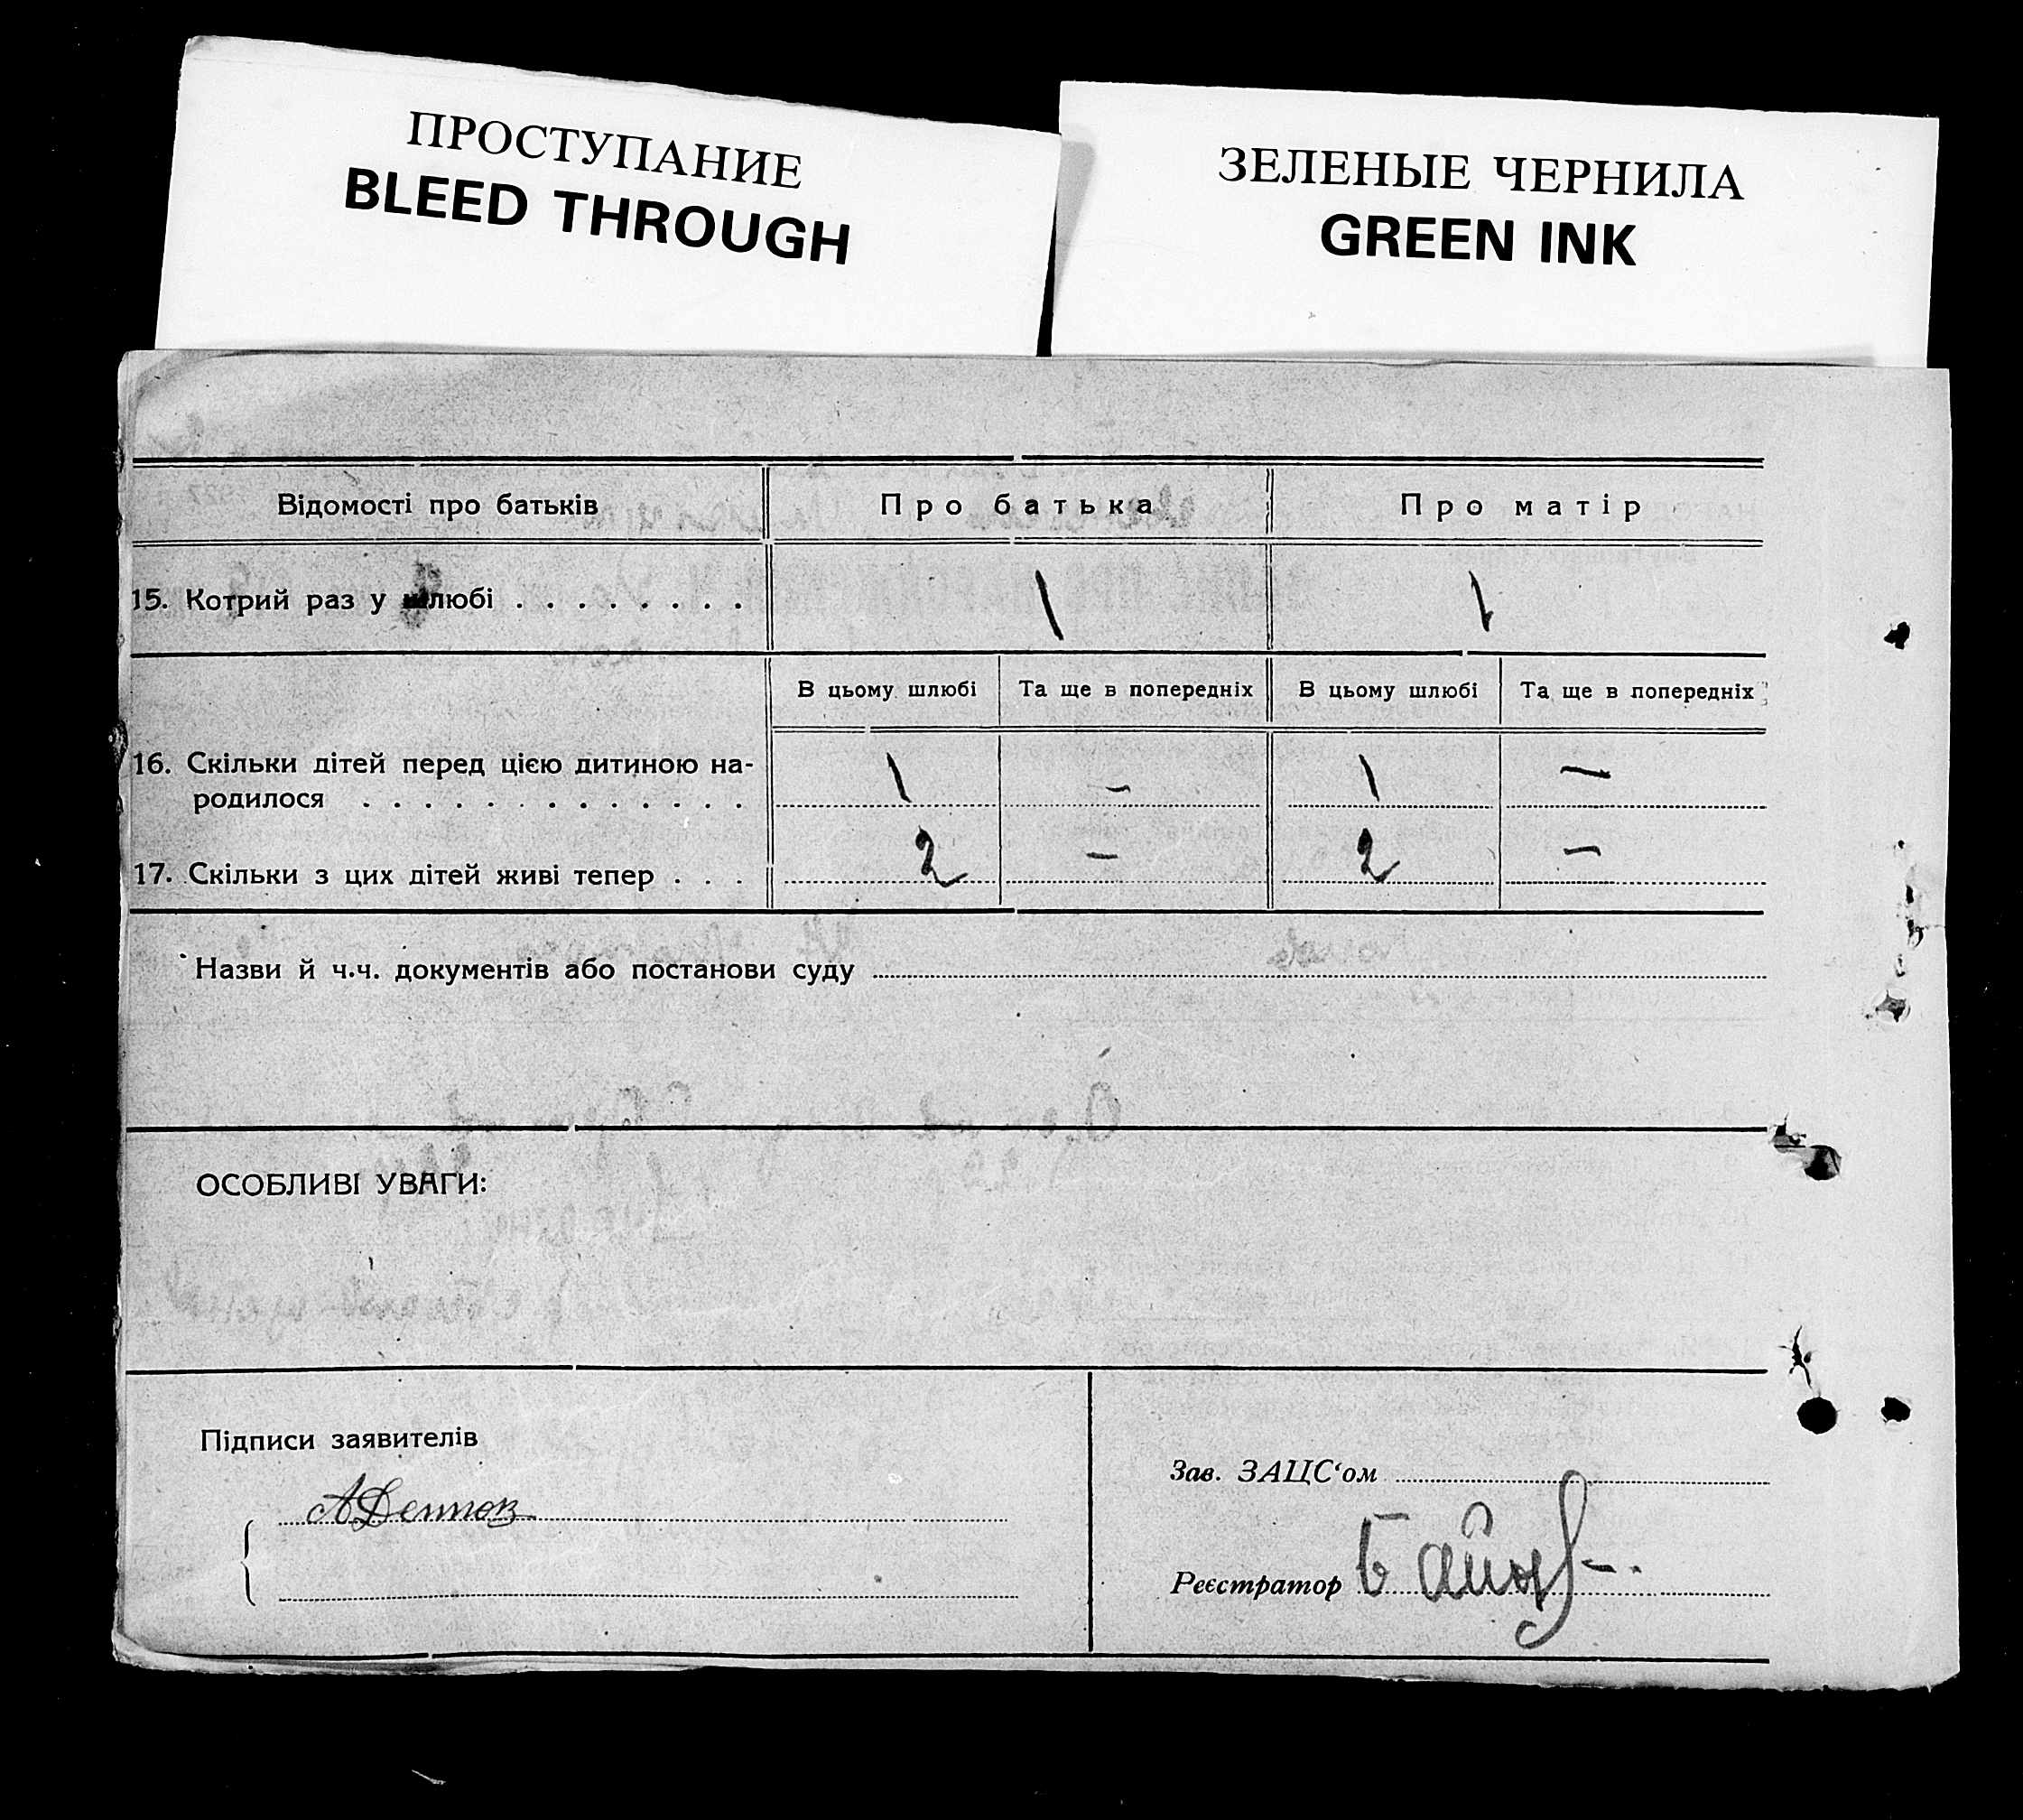 ПРОСТУПАНИЕ
BLEED THROUGH
ЗЕЛЕНЫЕ ЧЕРНИЛА
GREEN INK
Відомості про батьків Про батька Про матір
15. Котрий раз у шлюбі . . . . . . . . 1 1
В цьому шлюбі Та ще в попередніх В цьому шлюбі Та ще в попередніх
16. Скільки дітей перед цією дитиною на-
родилося . . . . . . . . . . . . . 1 – 1 –
17. Скільки з цих дітей живі тепер . . . 2 – 2 –
Назви й ч.ч. документів або постанови суду
ОСОБЛИВІ УВАГИ:
Підписи заявителів
Зав. ЗАЦС‘ом
Реєстратор